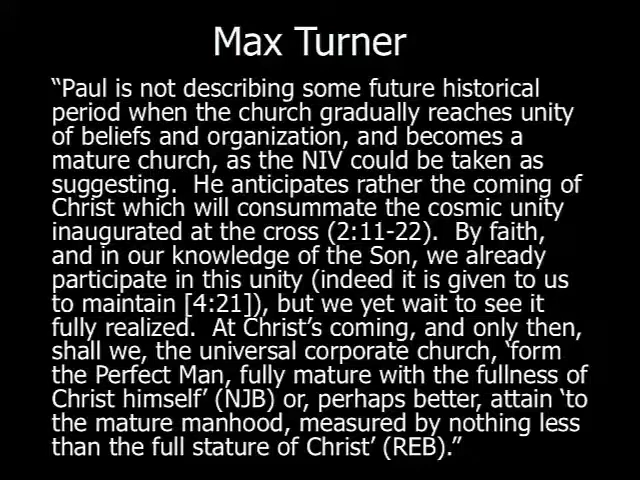 Max Turner
“Paul is not describing some future historical
period when the church gradually reaches unity
of beliefs and organization, and becomes a
mature church, as the NIV could be taken as
suggesting.  He anticipates rather the coming of
Christ which will consummate the cosmic unity
inaugurated at the cross (2:11-22).  By faith,
and in our knowledge of the Son, we already
participate in this unity (indeed it is given to us
to maintain [4:21]), but we yet wait to see it
fully realized.  At Christ’s coming, and only then,
shall we, the universal corporate church, ‘form
the Perfect Man, fully mature with the fullness of
Christ himself’ (NJB) or, perhaps better, attain ‘to
the mature manhood, measured by nothing less
than the full stature of Christ’ (REB).”